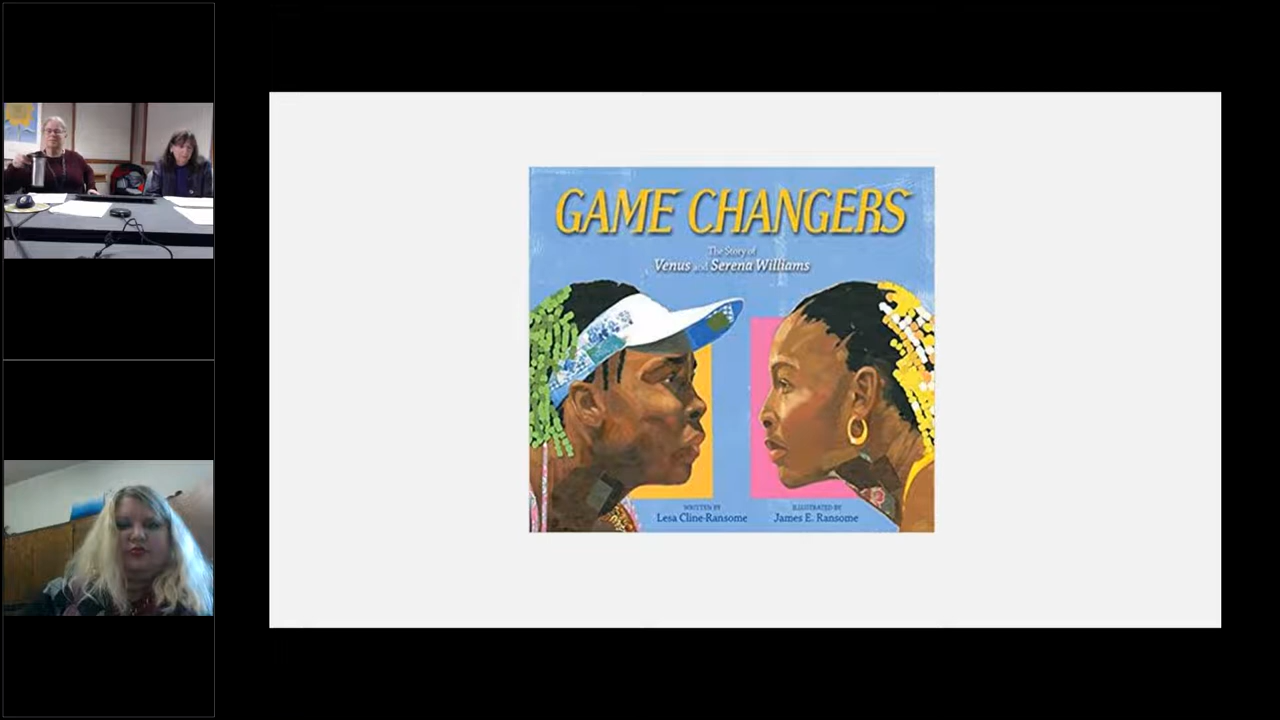 GAME CHANGERS
The Story of
Venus and Serena Williams
WRITTEN BY
Lesa Cline-Ransome
ILLUSTRATED BY
James E. Ransome